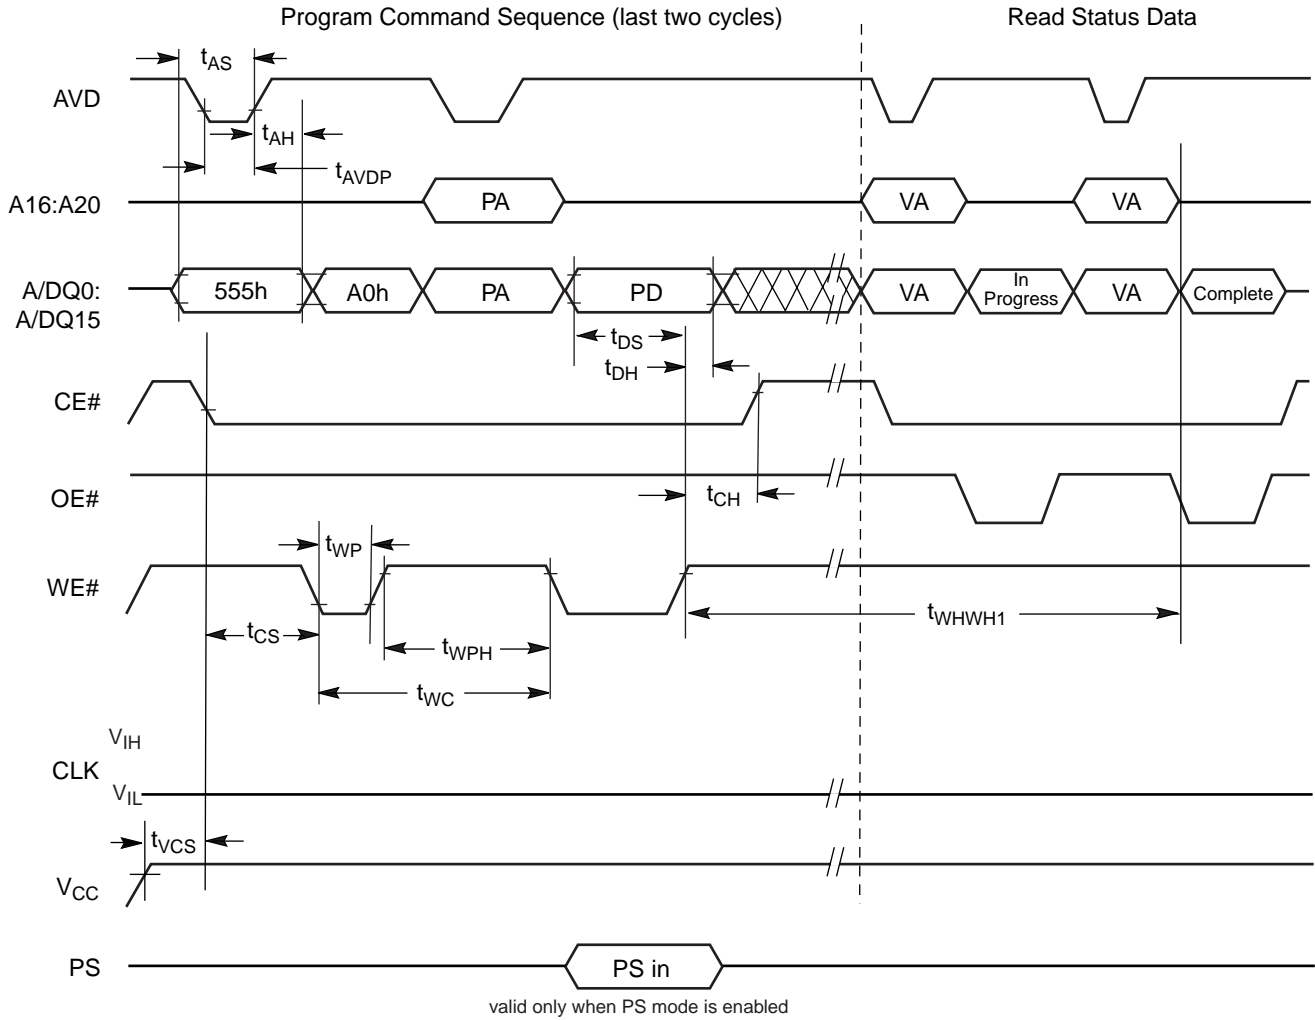 Program Command Sequence (last two cycles)
Read Status Data
tAS
AVD
tAH
tAVDP
A16:A20
PA
VA
VA
A/DQ0:
A/DQ15
555h
A0h
PA
PD
VA
In
Progress
VA
Complete
tDS
tDH
CE#
tCH
OE#
tWP
WE#
tWHWH1
tCS
tWPH
tWC
VIH
CLK
VIL
tVCS
VCC
PS
PS in
valid only when PS mode is enabled